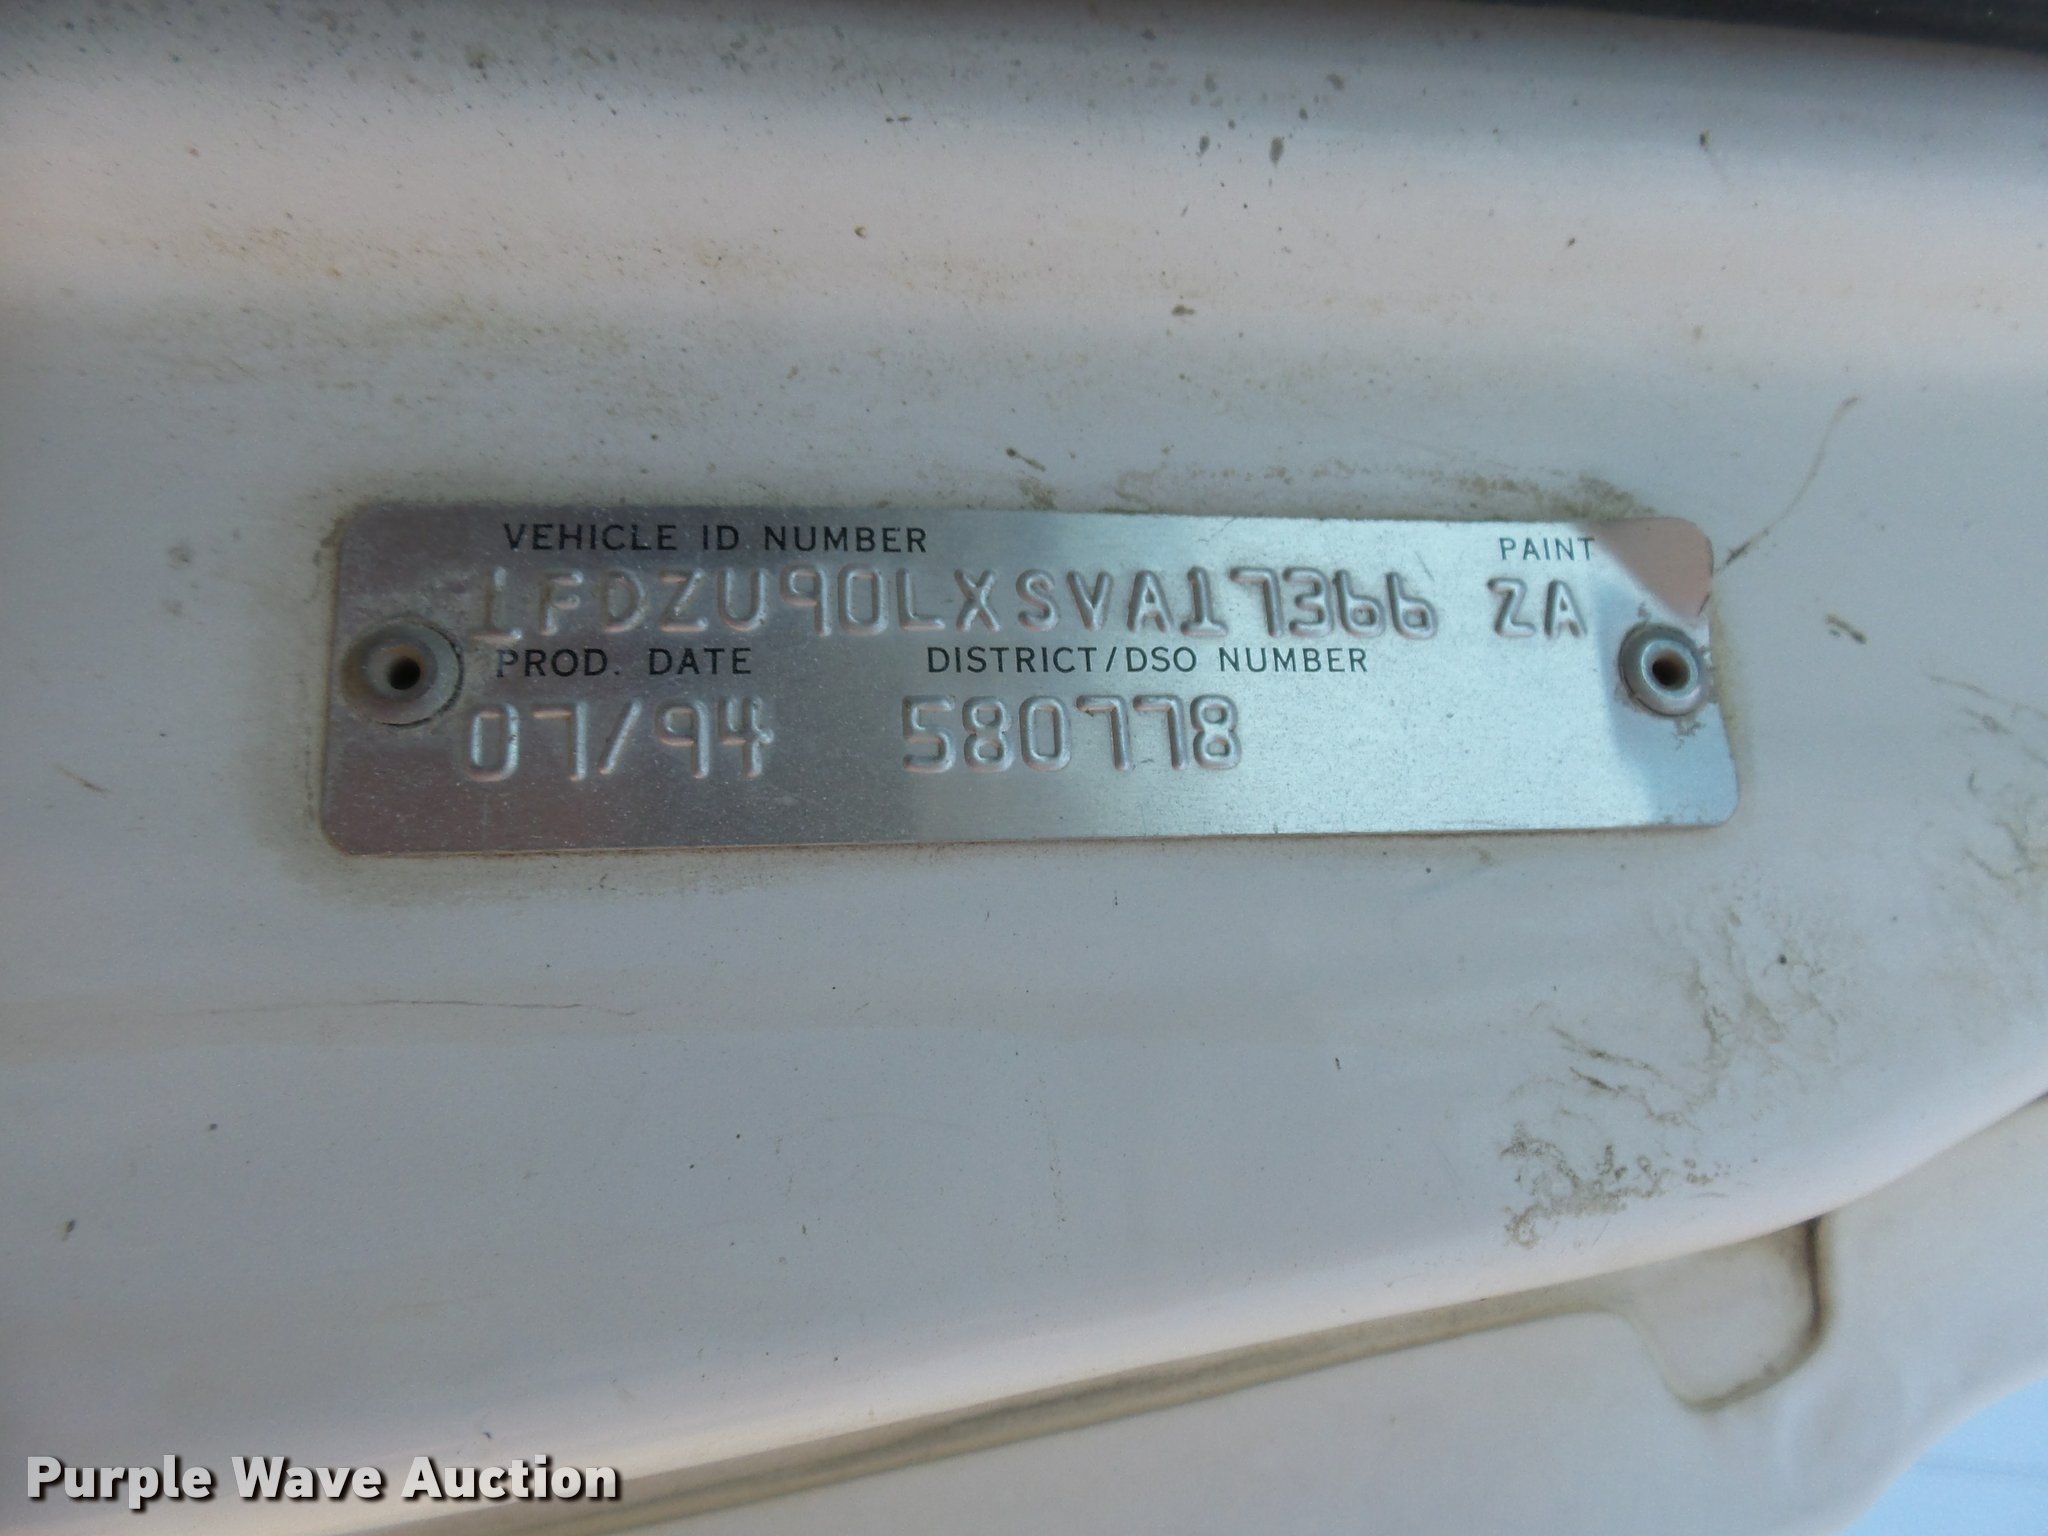 VEHICLE ID NUMBER PAINT
1FDZU90LXSVA17366 ZA
PROD. DATE DISTRICT/DSO NUMBER
07/94 580778
Purple Wave Auction